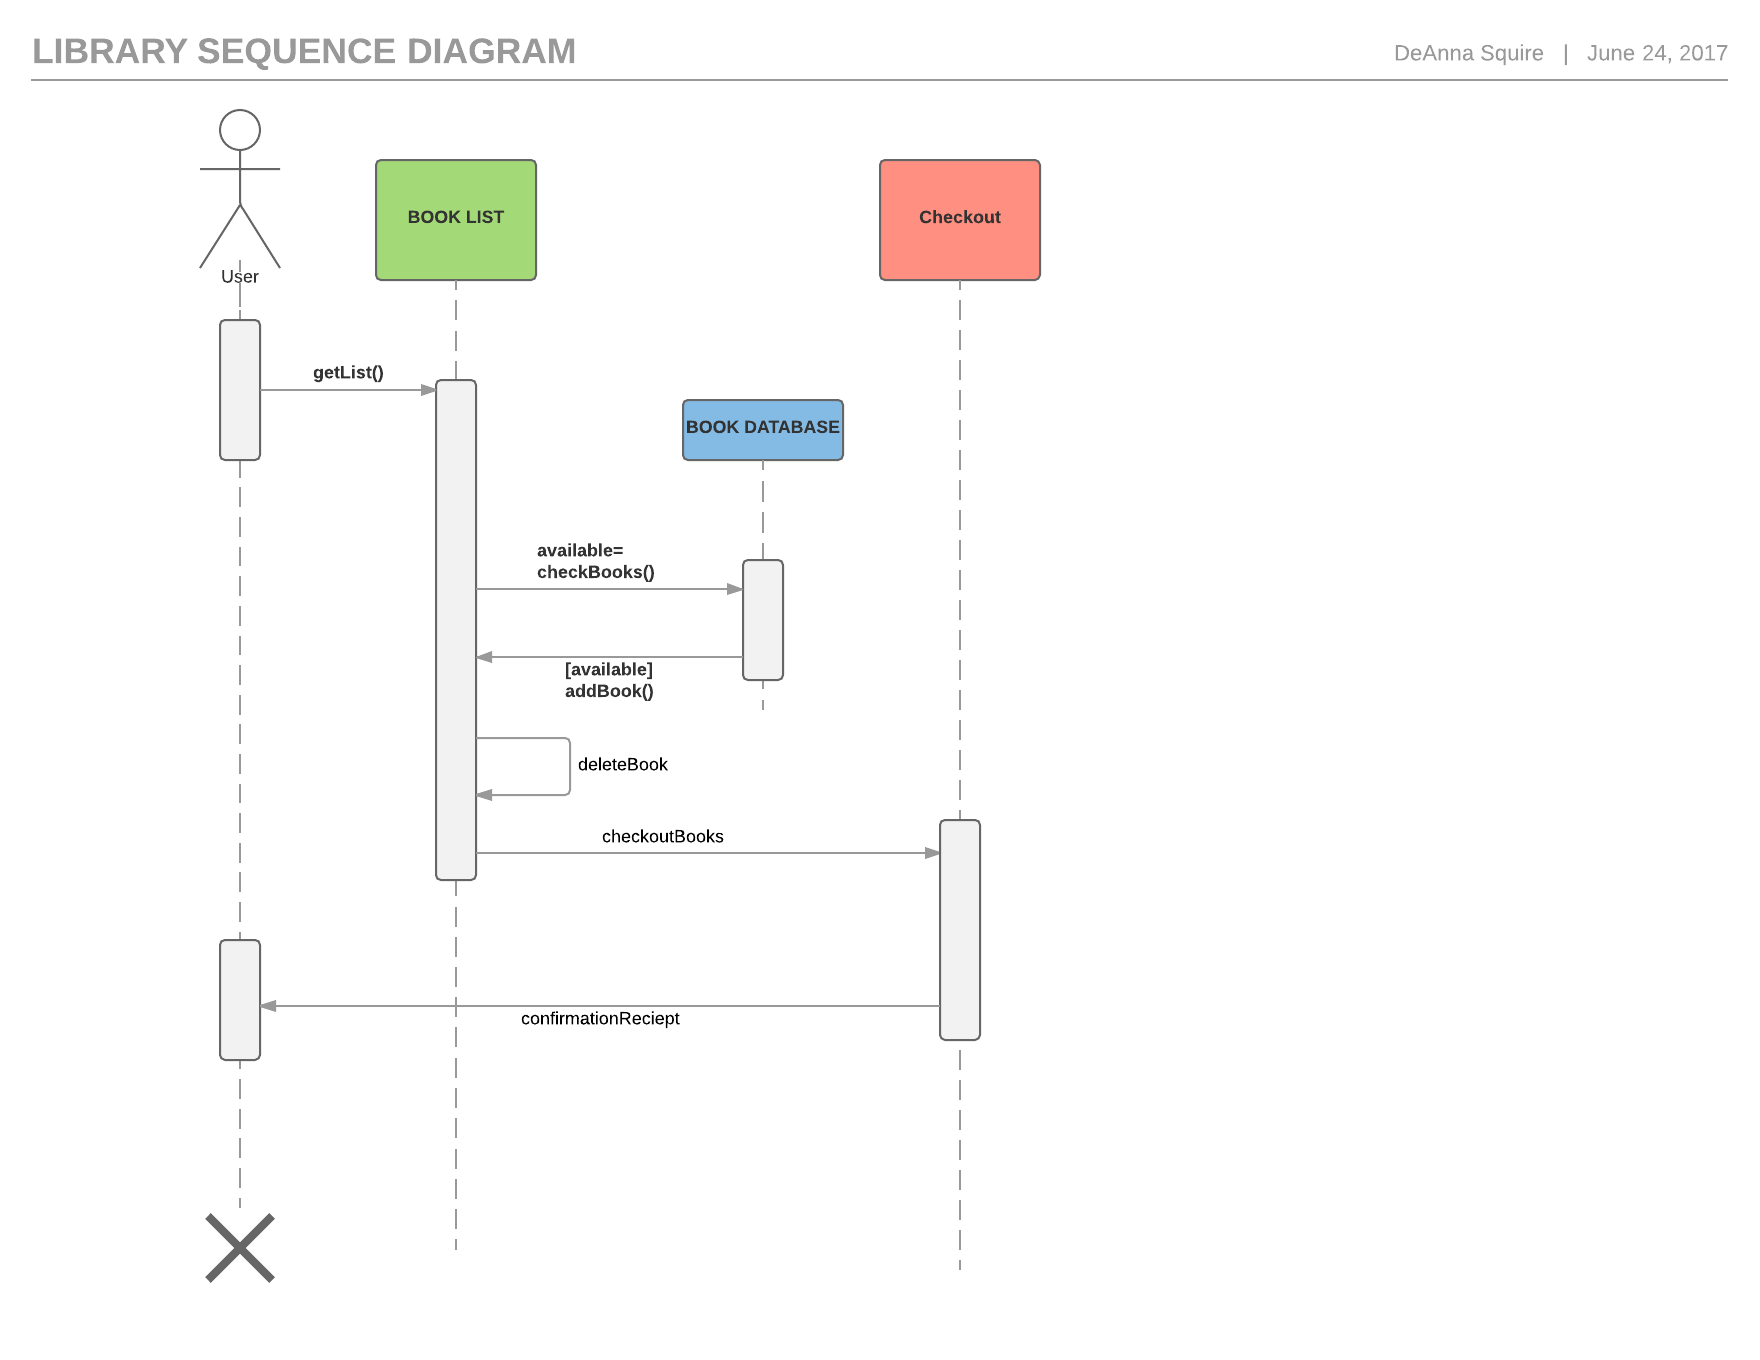 LIBRARY SEQUENCE DIAGRAM
DeAnna Squire | June 24, 2017
User
BOOK LIST
Checkout
getList()
BOOK DATABASE
available=
checkBooks()
[available]
addBook()
deleteBook
checkoutBooks
confirmationReciept